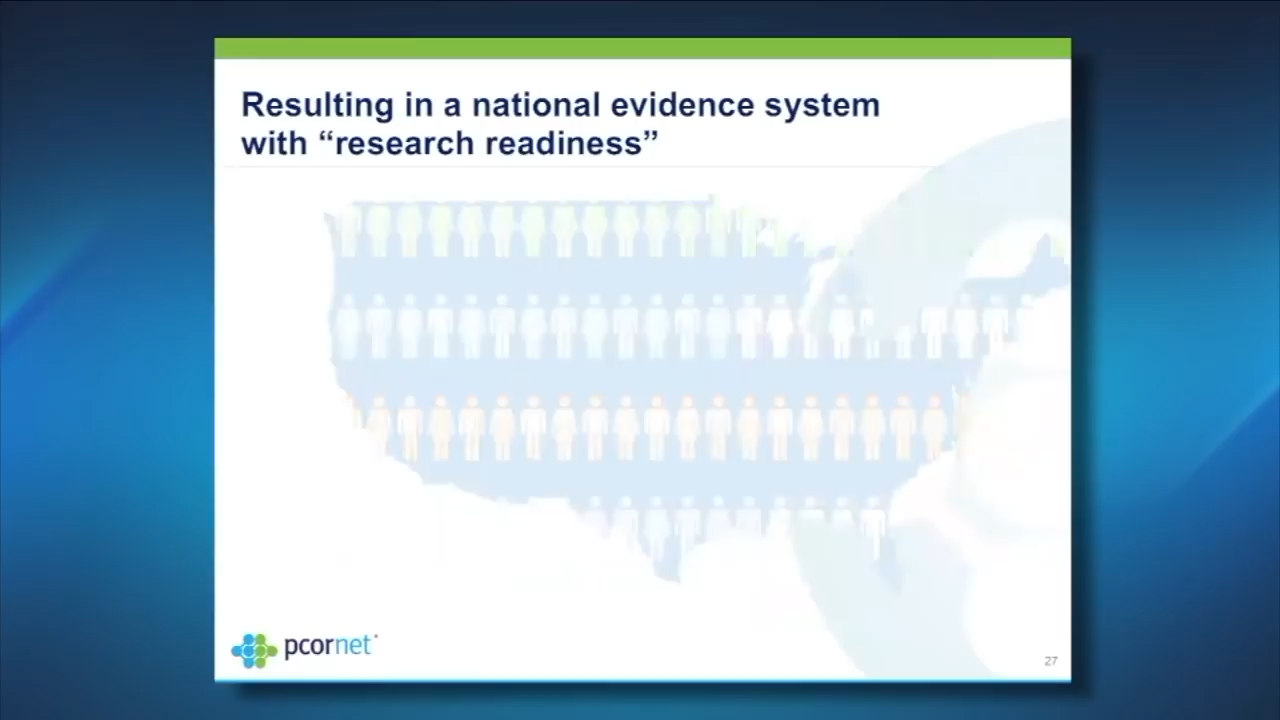 Resulting in a national evidence system
with “research readiness”
pcornet
27